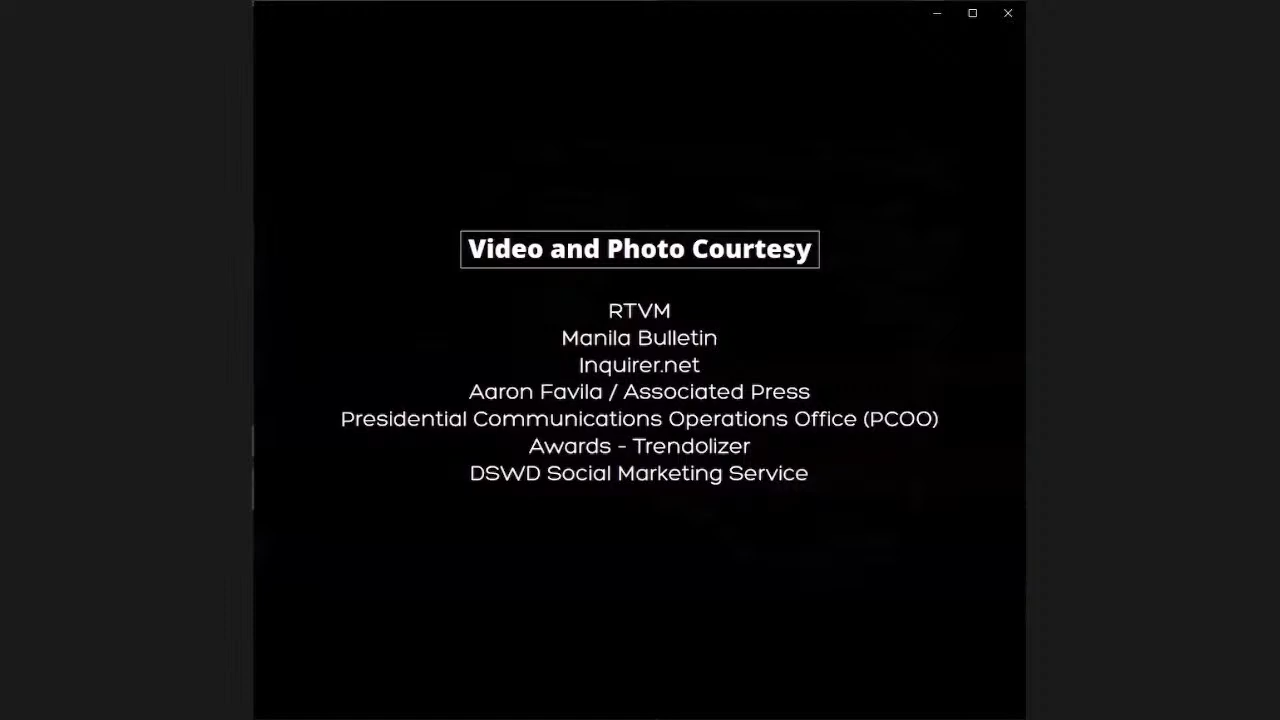 Video and Photo Courtesy
RTVM
Manila Bulletin
Inquirer.net
Aaron Favila / Associated Press
Presidential Communications Operations Office (PCOO)
Awards - Trendolizer
DSWD Social Marketing Service